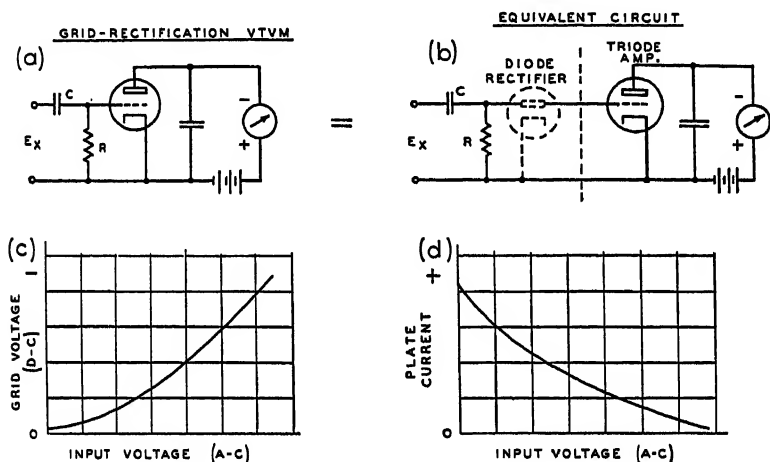 GRID-RECTIFICATION VTVM
(a)
C
EX
R
-
+
=
EQUIVALENT CIRCUIT
(b)
DIODE
RECTIFIER
TRIODE
AMP.
C
EX
R
-
+
(c)
-
GRID VOLTAGE
(D-C)
0
INPUT VOLTAGE (A-C)
(d)
+
PLATE
CURRENT
0
INPUT VOLTAGE (A-C)